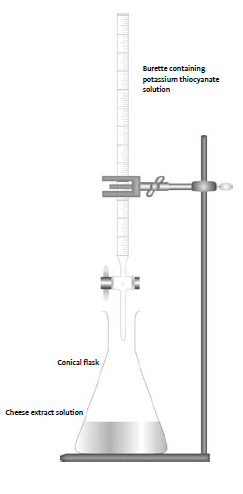 Burette containing
potassium thiocyanate
solution
Conical flask
Cheese extract solution